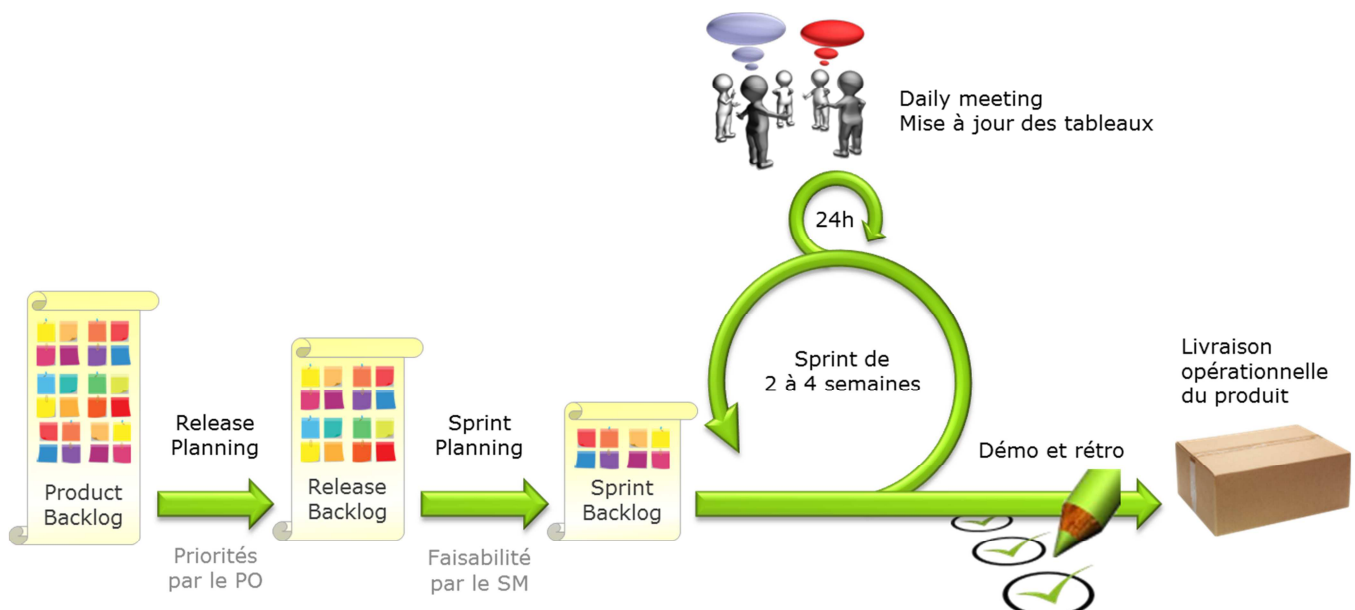 Daily meeting
Mise à jour des tableaux
24h
Sprint de
2 à 4 semaines
Livraison
opérationnelle
du produit
Release
Planning
Sprint
Planning
Démo et rétro
Product
Backlog
Release
Backlog
Sprint
Backlog
Priorités
par le PO
Faisabilité
par le SM